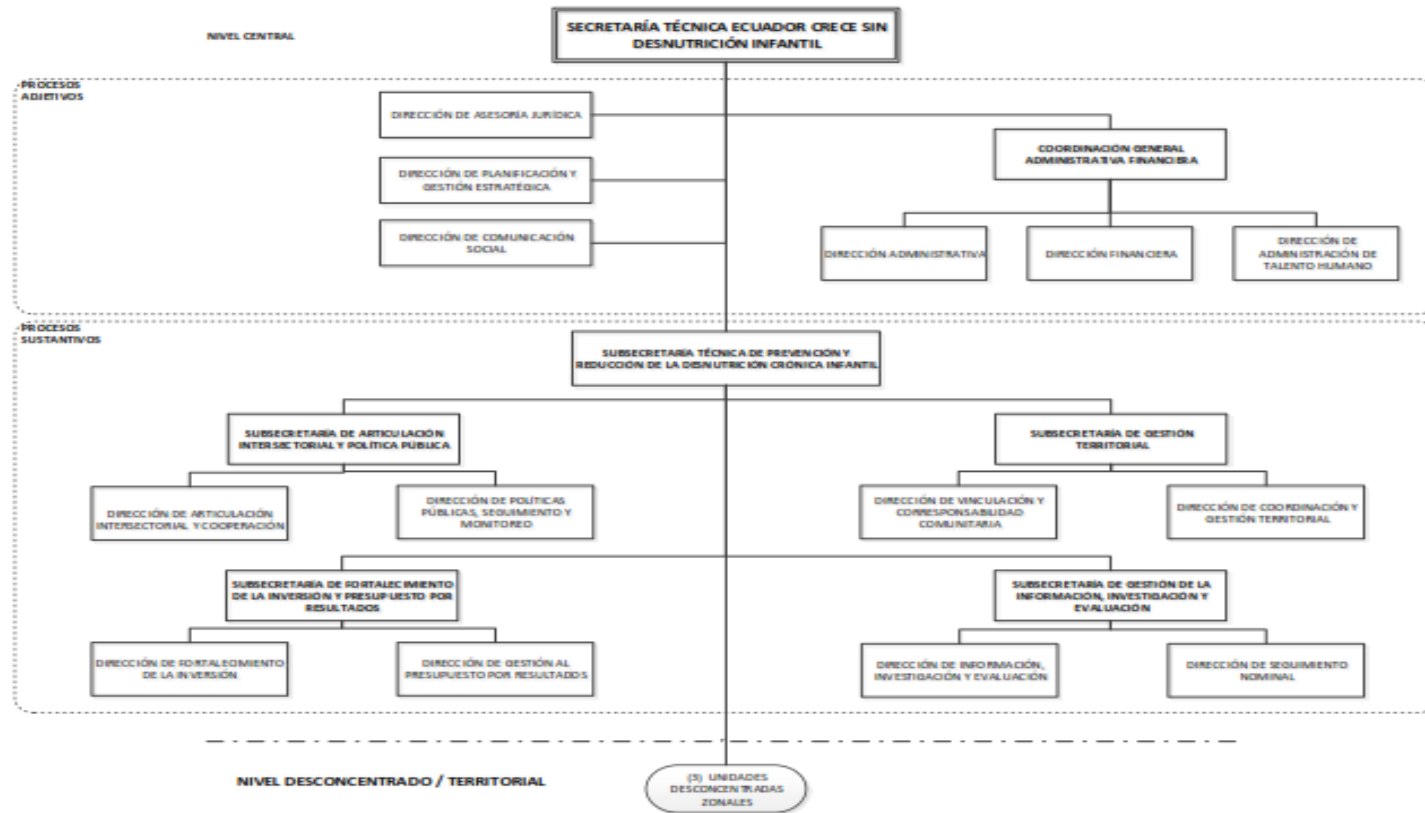 NIVEL CENTRAL
SECRETARÍA TÉCNICA ECUADOR CRECE SIN
DESNUTRICIÓN INFANTIL
PROCESOS
ADJETIVOS
DIRECCIÓN DE ASESORÍA JURÍDICA
COORDINACIÓN GENERAL
ADMINISTRATIVA FINANCIERA
DIRECCIÓN DE PLANIFICACIÓN Y
GESTIÓN ESTRATÉGICA
DIRECCIÓN DE COMUNICACIÓN
SOCIAL
DIRECCIÓN ADMINISTRATIVA
DIRECCIÓN FINANCIERA
DIRECCIÓN DE
ADMINISTRACIÓN DE
TALENTO HUMANO
PROCESOS
SUSTANTIVOS
SUBSECRETARÍA TÉCNICA DE PREVENCIÓN Y
REDUCCIÓN DE LA DESNUTRICIÓN CRÓNICA INFANTIL
SUBSECRETARÍA DE ARTICULACIÓN
INTERSECTORIAL Y POLÍTICA PÚBLICA
SUBSECRETARÍA DE GESTIÓN
TERRITORIAL
DIRECCIÓN DE ARTICULACIÓN
INTERSECTORIAL Y COOPERACIÓN
DIRECCIÓN DE POLÍTICAS
PÚBLICAS, SEGUIMIENTO Y
MONITOREO
DIRECCIÓN DE VINCULACIÓN Y
CORRESPONSABILIDAD
COMUNITARIA
DIRECCIÓN DE COORDINACIÓN Y
GESTIÓN TERRITORIAL
SUBSECRETARÍA DE FORTALECIMIENTO
DE LA INVERSIÓN Y PRESUPUESTO POR
RESULTADOS
SUBSECRETARÍA DE GESTIÓN DE LA
INFORMACIÓN, INVESTIGACIÓN Y
EVALUACIÓN
DIRECCIÓN DE FORTALECIMIENTO
DE LA INVERSIÓN
DIRECCIÓN DE GESTIÓN AL
PRESUPUESTO POR RESULTADOS
DIRECCIÓN DE INFORMACIÓN,
INVESTIGACIÓN Y EVALUACIÓN
DIRECCIÓN DE SEGUIMIENTO
NOMINAL
NIVEL DESCONCENTRADO / TERRITORIAL
(3) UNIDADES
DESCONCENTRADAS
ZONALES